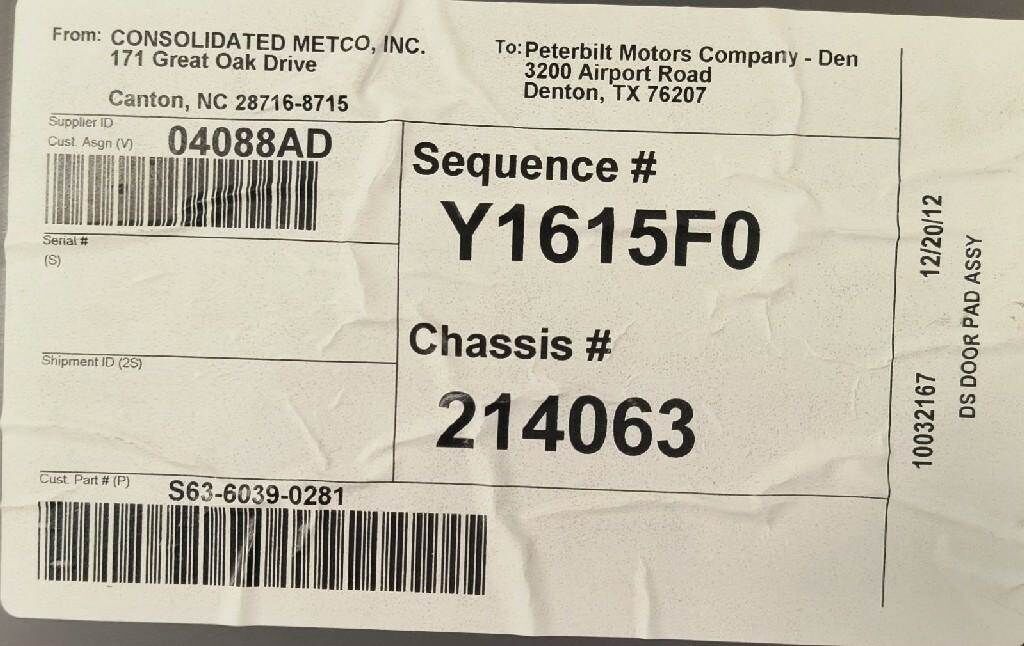 From: CONSOLIDATED METCO, INC.
171 Great Oak Drive
Canton, NC 28716-8715
To: Peterbilt Motors Company - Den
3200 Airport Road
Denton, TX 76207
Supplier ID
Cust. Asgn (V) 04088AD
Serial #
(S)
Shipment ID (2S)
Cust. Part # (P)
S63-6039-0281
Sequence #
Y1615F0
Chassis #
214063
10032167 12/20/12
DS DOOR PAD ASSY